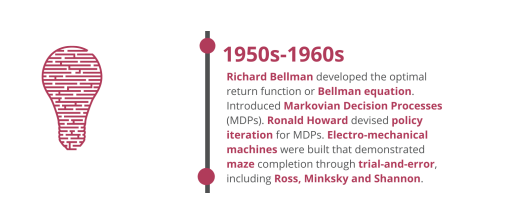 1950s-1960s
Richard Bellman developed the optimal
return function or Bellman equation.
Introduced Markovian Decision Processes
(MDPs). Ronald Howard devised policy
iteration for MDPs. Electro-mechanical
machines were built that demonstrated
maze completion through trial-and-error,
including Ross, Minksky and Shannon.